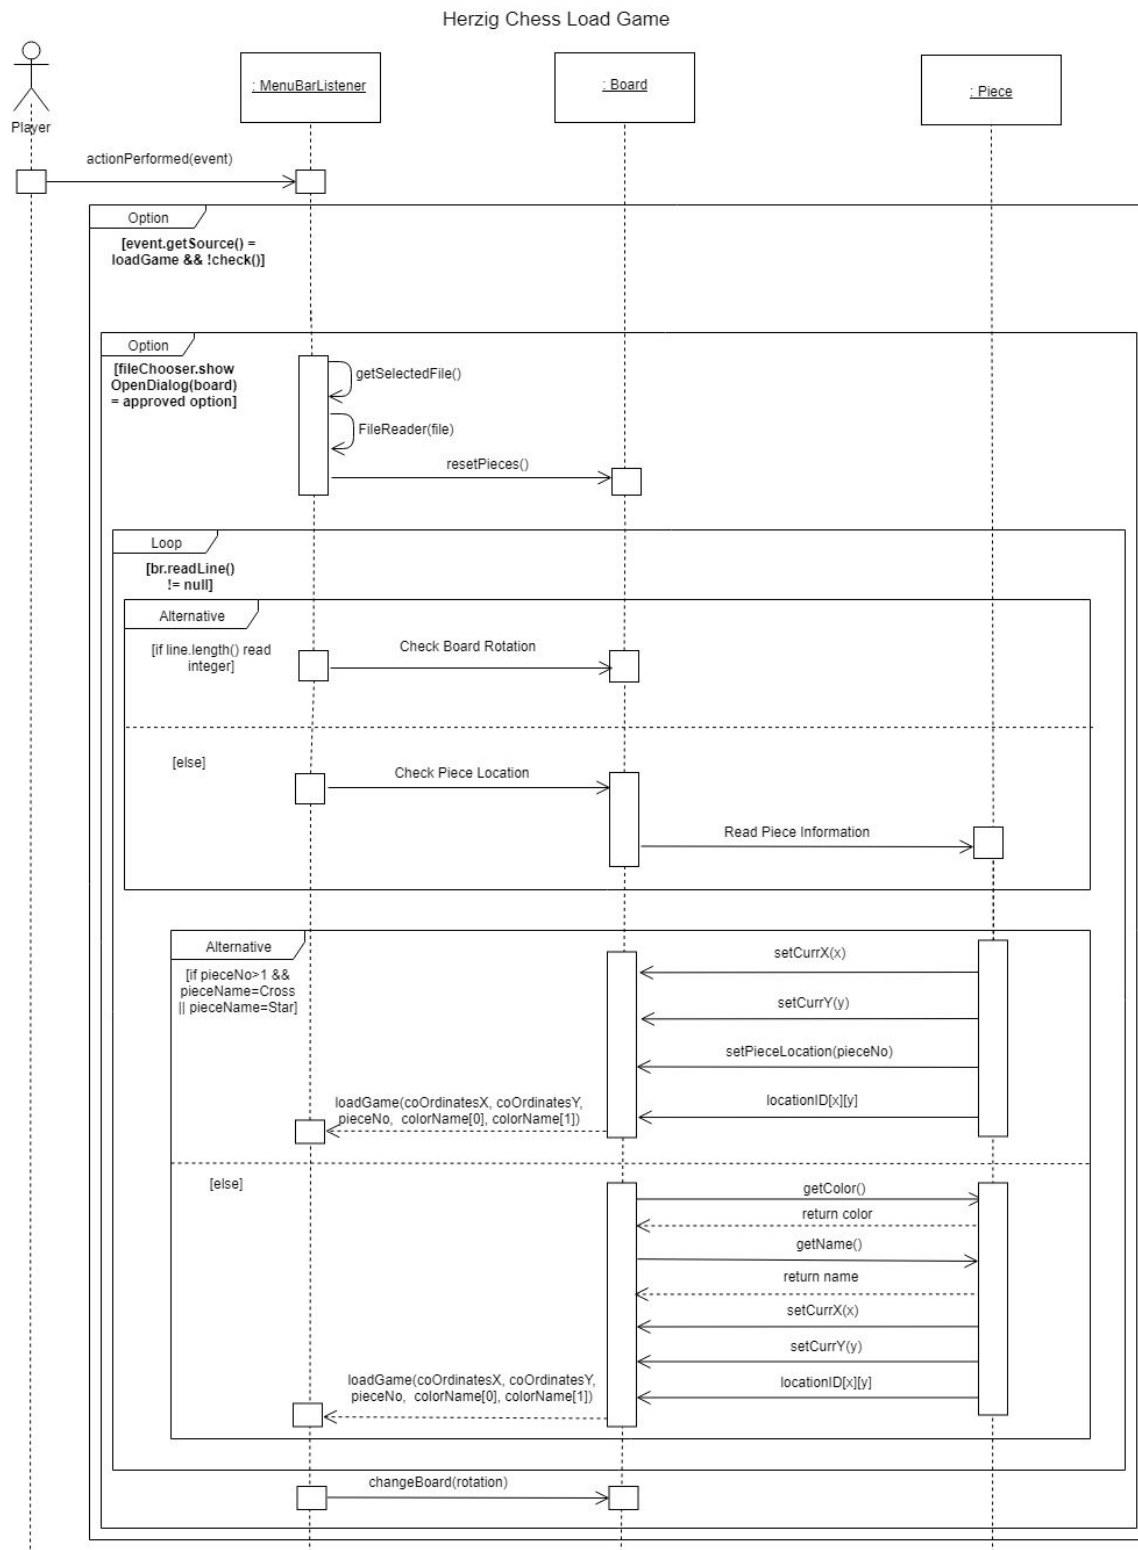 Herzig Chess Load Game
Player
: MenuBarListener
: Board
: Piece
actionPerformed(event)
Option
[event.getSource() =
loadGame && !check()]
Option
[fileChooser.show
OpenDialog(board)
= approved option]
getSelectedFile()
FileReader(file)
resetPieces()
Loop
[br.readLine()
!= null]
Alternative
[if line.length() read
integer]
Check Board Rotation
[else]
Check Piece Location
Read Piece Information
Alternative
[if pieceNo>1 &&
pieceName=Cross
|| pieceName=Star]
setCurrX(x)
setCurrY(y)
setPieceLocation(pieceNo)
locationID[x][y]
loadGame(coOrdinatesX, coOrdinatesY,
pieceNo, colorName[0], colorName[1])
[else]
getColor()
return color
getName()
return name
setCurrX(x)
setCurrY(y)
locationID[x][y]
loadGame(coOrdinatesX, coOrdinatesY,
pieceNo, colorName[0], colorName[1])
changeBoard(rotation)